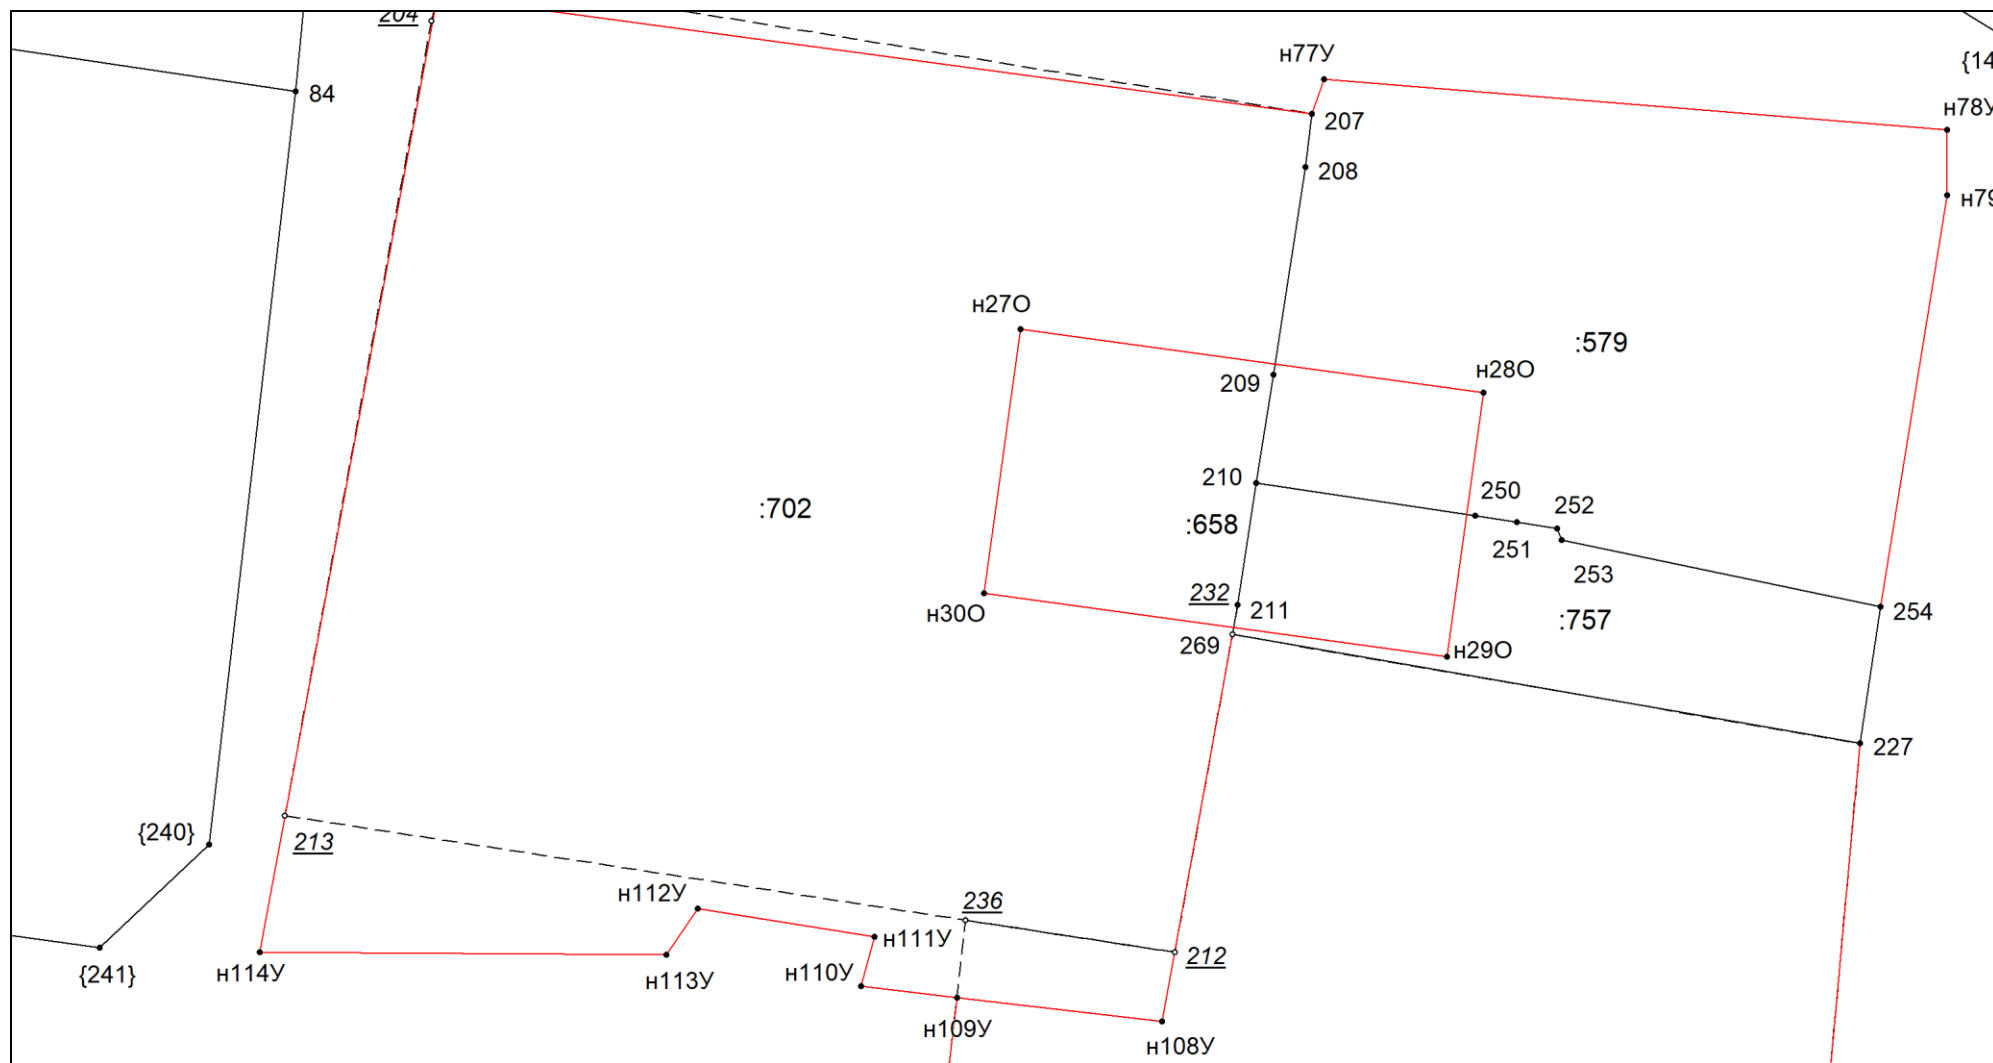 204
н77У
{14
84
н78У
207
208
н79
н27О
:579
209
н28О
210
250
252
:702
:658
251
253
232
211
н30О
254
:757
269
н29О
227
{240}
213
н112У
236
н111У
212
{241}
н114У
н113У
н110У
н109У
н108У